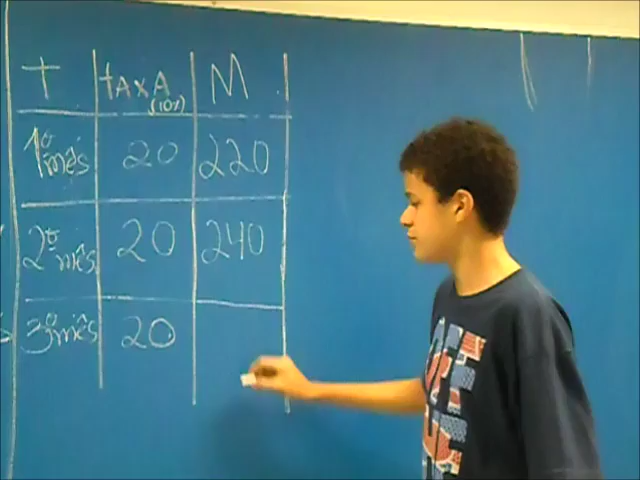 T tAxA M
(10%)
1º mês 20 220
2º mês 20 240
3º mês 20